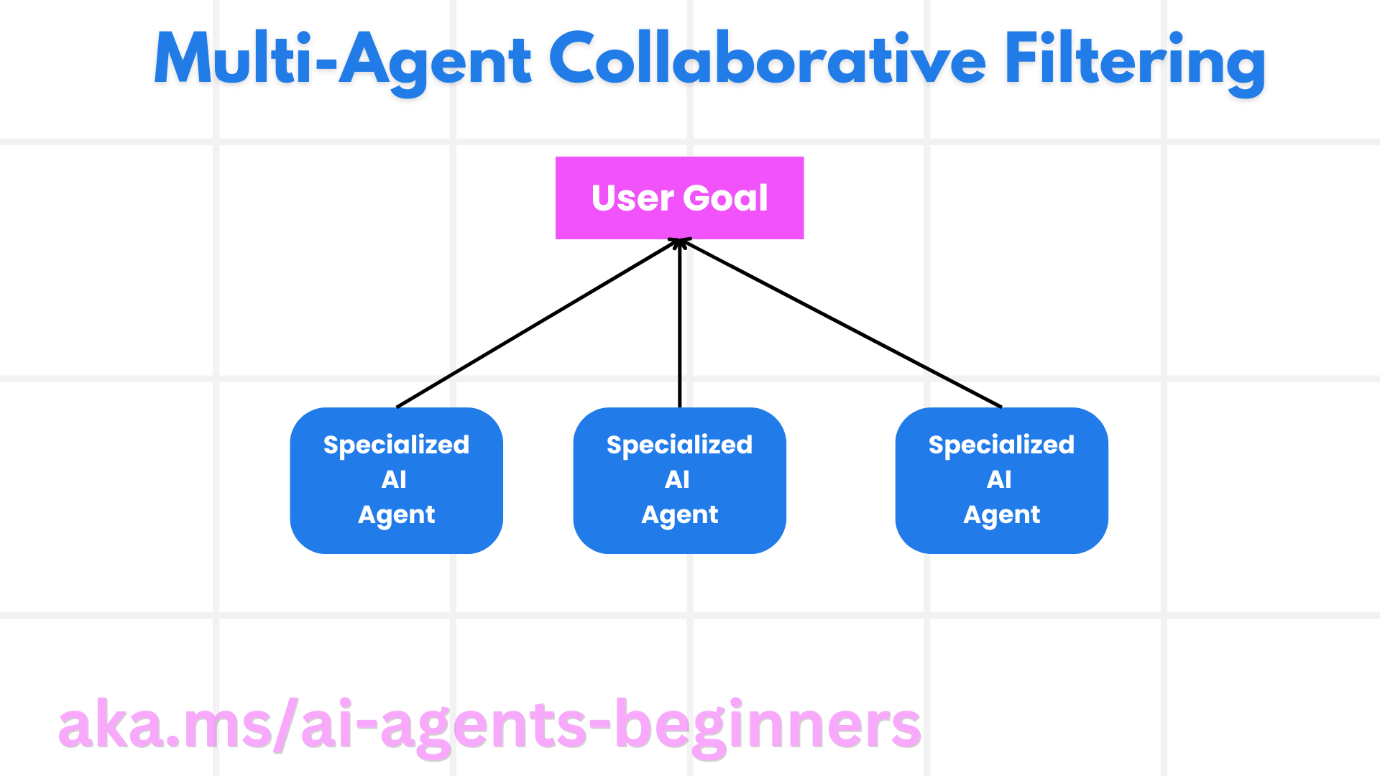 Multi-Agent Collaborative Filtering
User Goal
Specialized
AI
Agent
Specialized
AI
Agent
Specialized
AI
Agent
aka.ms/ai-agents-beginners